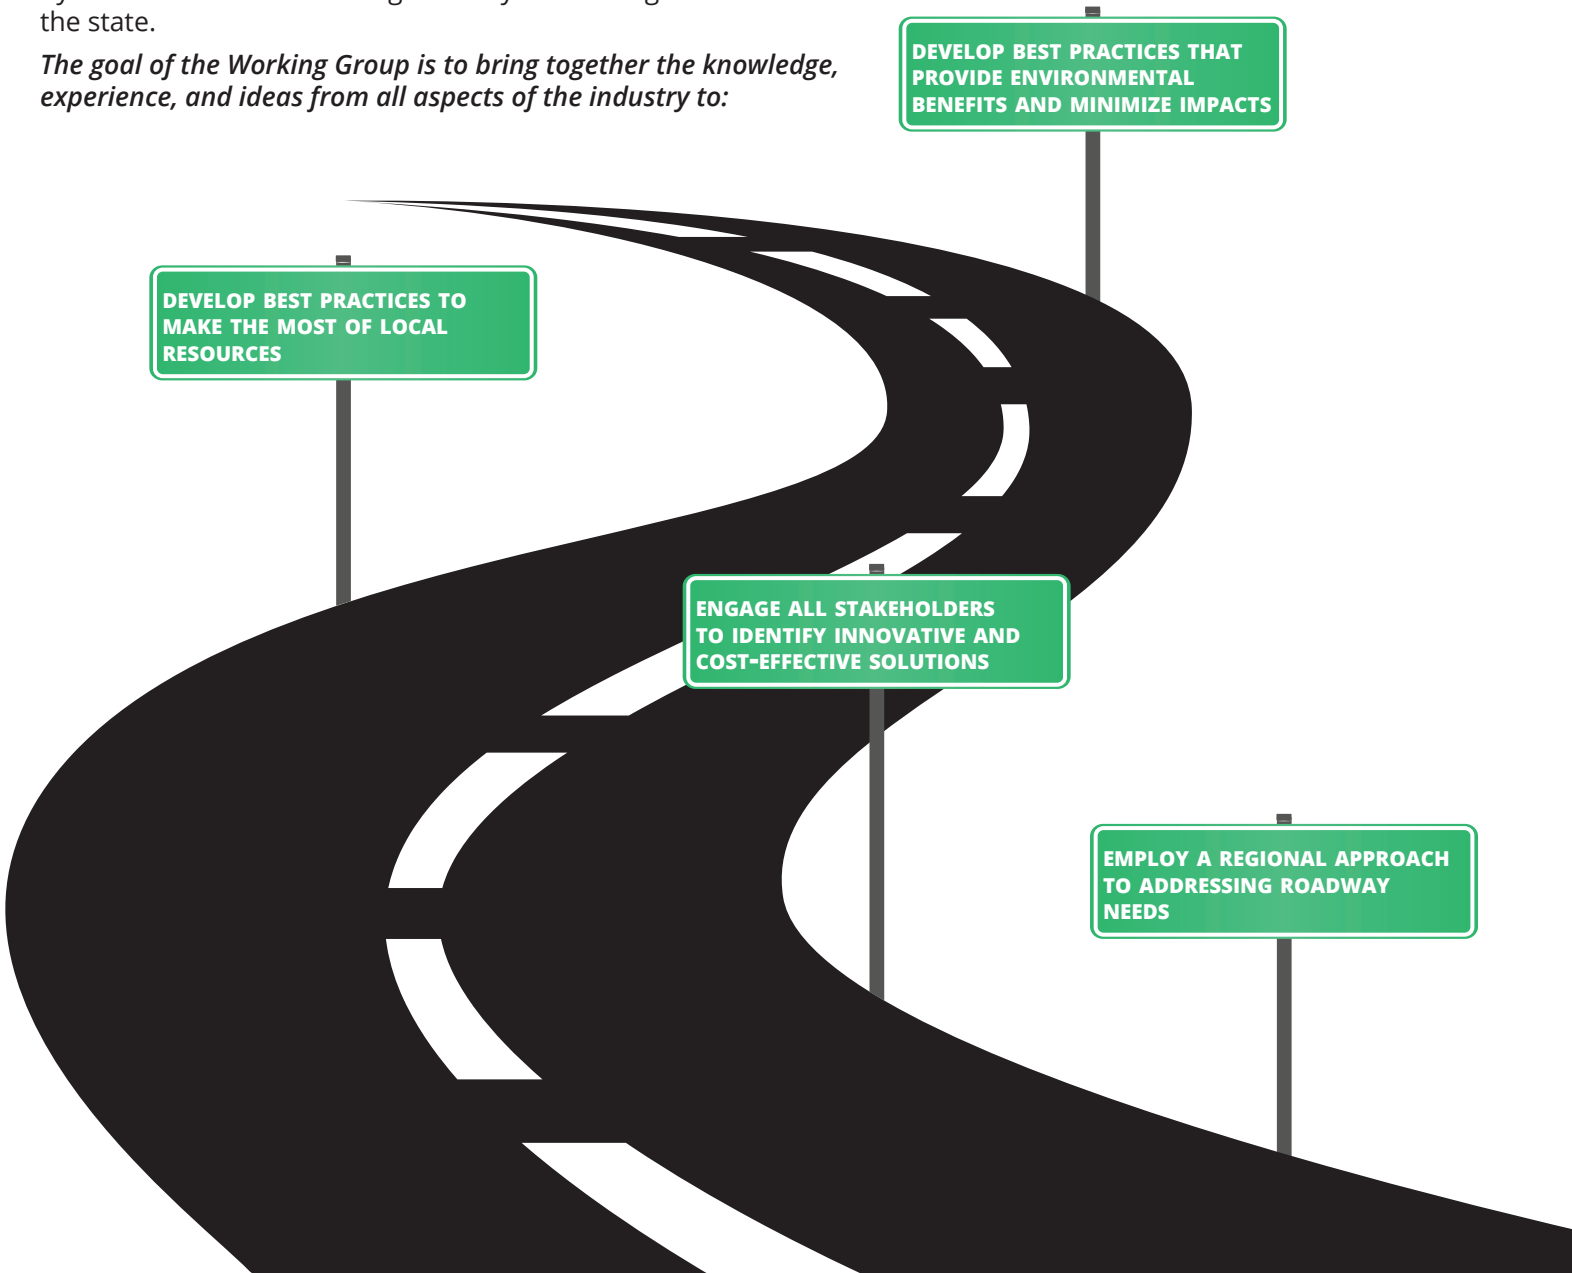 the state.
The goal of the Working Group is to bring together the knowledge,
experience, and ideas from all aspects of the industry to:
DEVELOP BEST PRACTICES THAT
PROVIDE ENVIRONMENTAL
BENEFITS AND MINIMIZE IMPACTS
DEVELOP BEST PRACTICES TO
MAKE THE MOST OF LOCAL
RESOURCES
ENGAGE ALL STAKEHOLDERS
TO IDENTIFY INNOVATIVE AND
COST-EFFECTIVE SOLUTIONS
EMPLOY A REGIONAL APPROACH
TO ADDRESSING ROADWAY
NEEDS